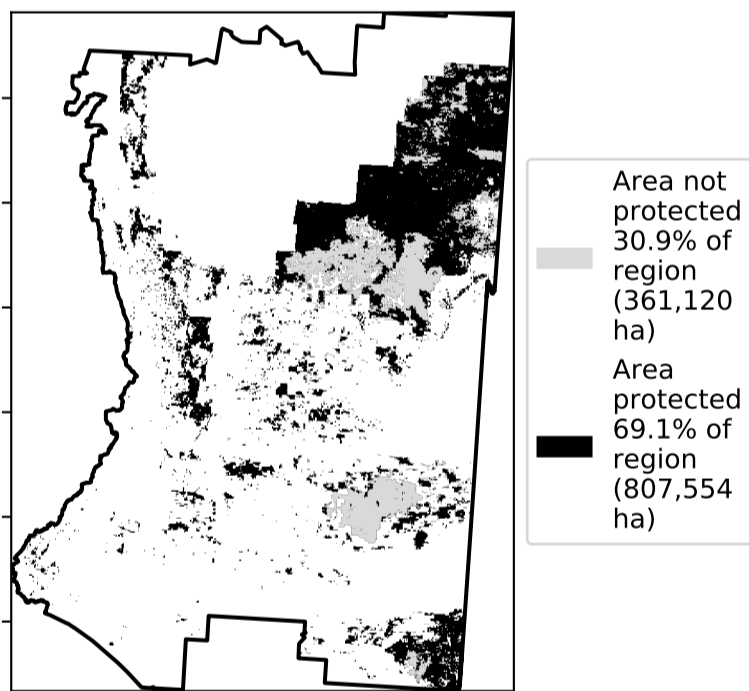 Area not
protected
30.9% of
region
(361,120
ha)
Area
protected
69.1% of
region
(807,554
ha)